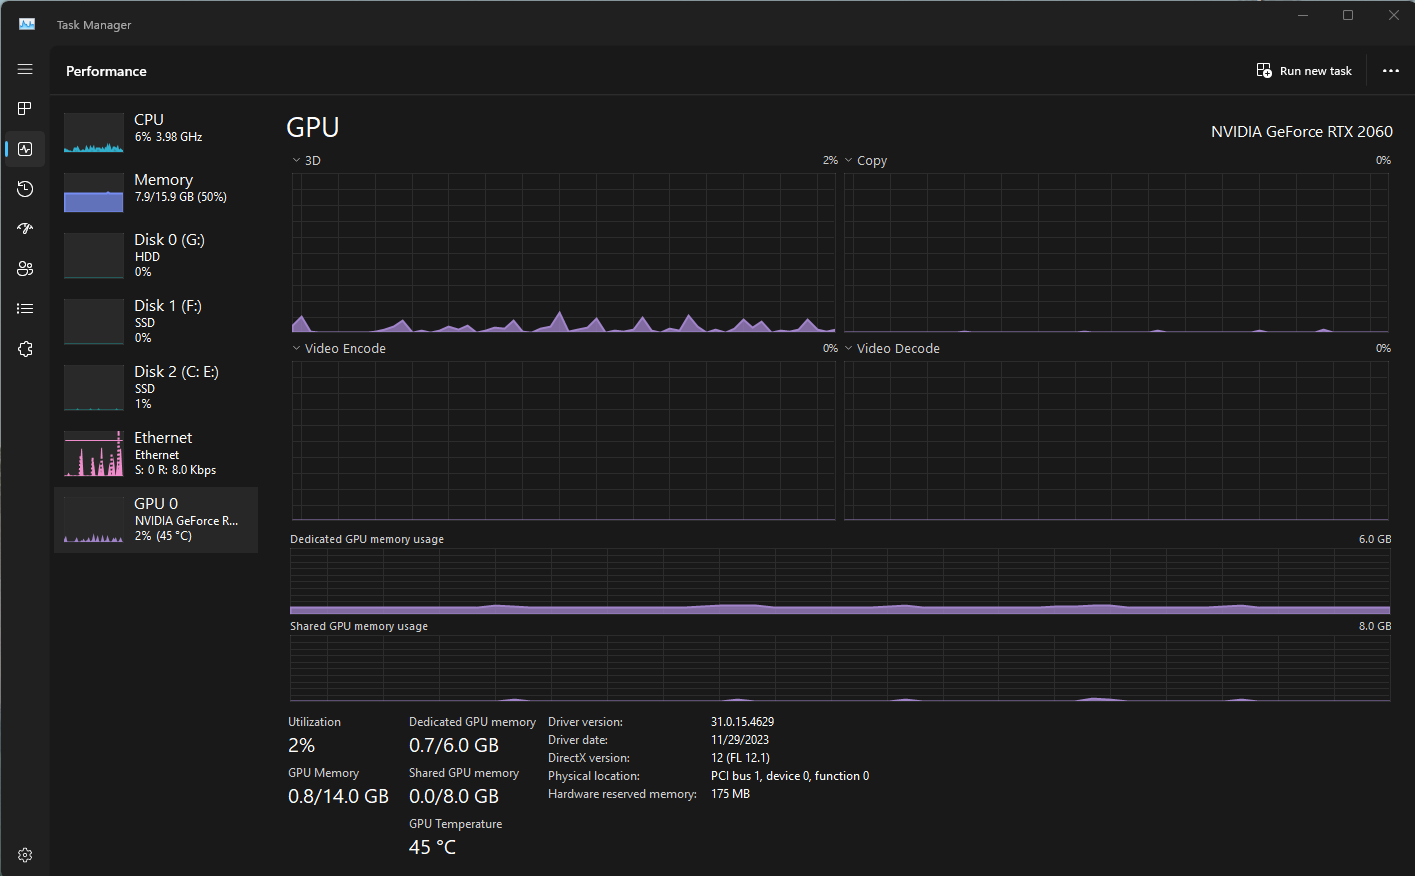 Task Manager
Performance
Run new task
CPU
6% 3.98 GHz
Memory
7.9/15.9 GB (50%)
Disk 0 (G:)
HDD
0%
Disk 1 (F:)
SSD
0%
Disk 2 (C: E:)
SSD
1%
Ethernet
Ethernet
S: 0 R: 8.0 Kbps
GPU 0
NVIDIA GeForce R...
2% (45 °C)
GPU
NVIDIA GeForce RTX 2060
3D 2%
Copy 0%
Video Encode 0%
Video Decode 0%
Dedicated GPU memory usage 6.0 GB
Shared GPU memory usage 8.0 GB
Utilization
2%
Dedicated GPU memory
0.7/6.0 GB
GPU Memory
0.8/14.0 GB
Shared GPU memory
0.0/8.0 GB
GPU Temperature
45 °C
Driver version: 31.0.15.4629
Driver date: 11/29/2023
DirectX version: 12 (FL 12.1)
Physical location: PCI bus 1, device 0, function 0
Hardware reserved memory: 175 MB